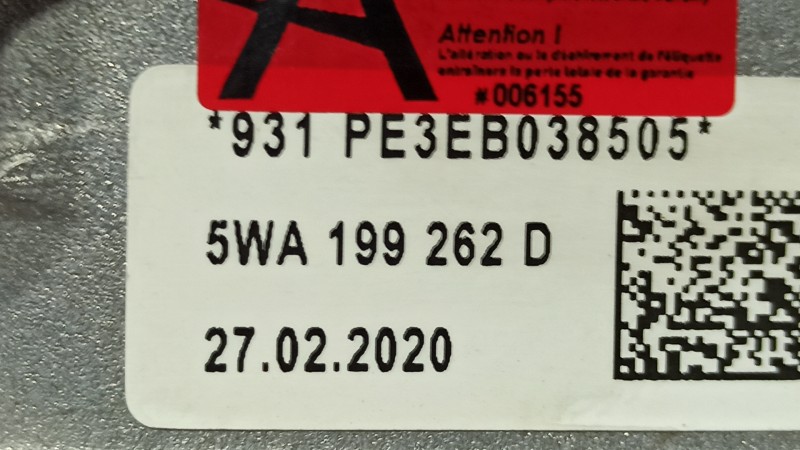 Attention !
L'altération ou le déchirement de l'étiquette
entraînera la perte totale de la garantie
#006155
*931 PE3EB038505*
5WA 199 262 D
27.02.2020